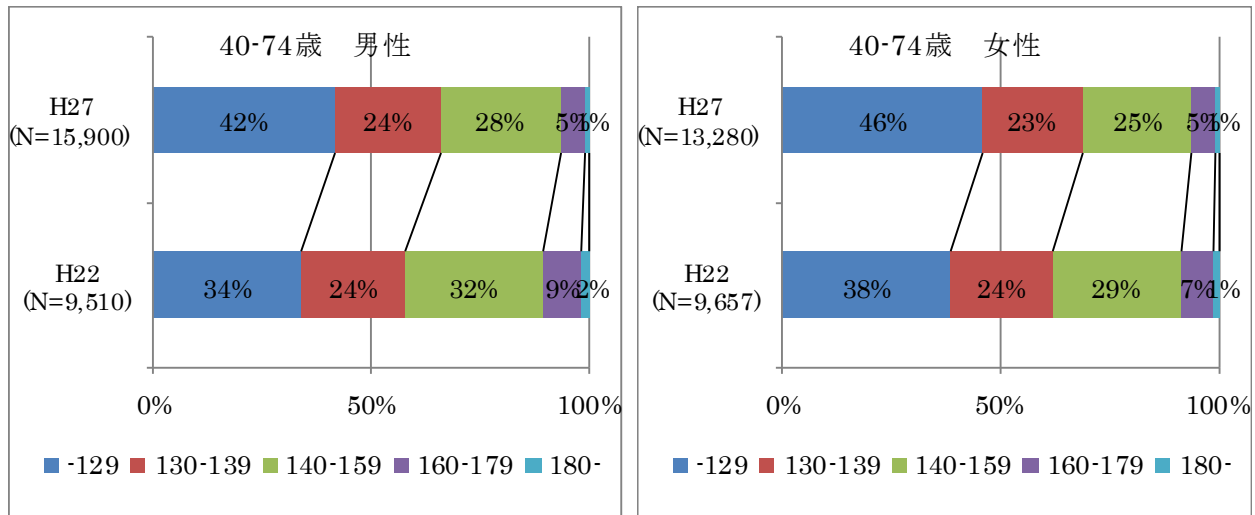 40-74歳　男性
H27
(N=15,900)
42% 24% 28% 5% 1%
H22
(N=9,510)
34% 24% 32% 9% 2%
0% 50% 100%
-129 130-139 140-159 160-179 180-
40-74歳　女性
H27
(N=13,280)
46% 23% 25% 5% 1%
H22
(N=9,657)
38% 24% 29% 7% 1%
0% 50% 100%
-129 130-139 140-159 160-179 180-